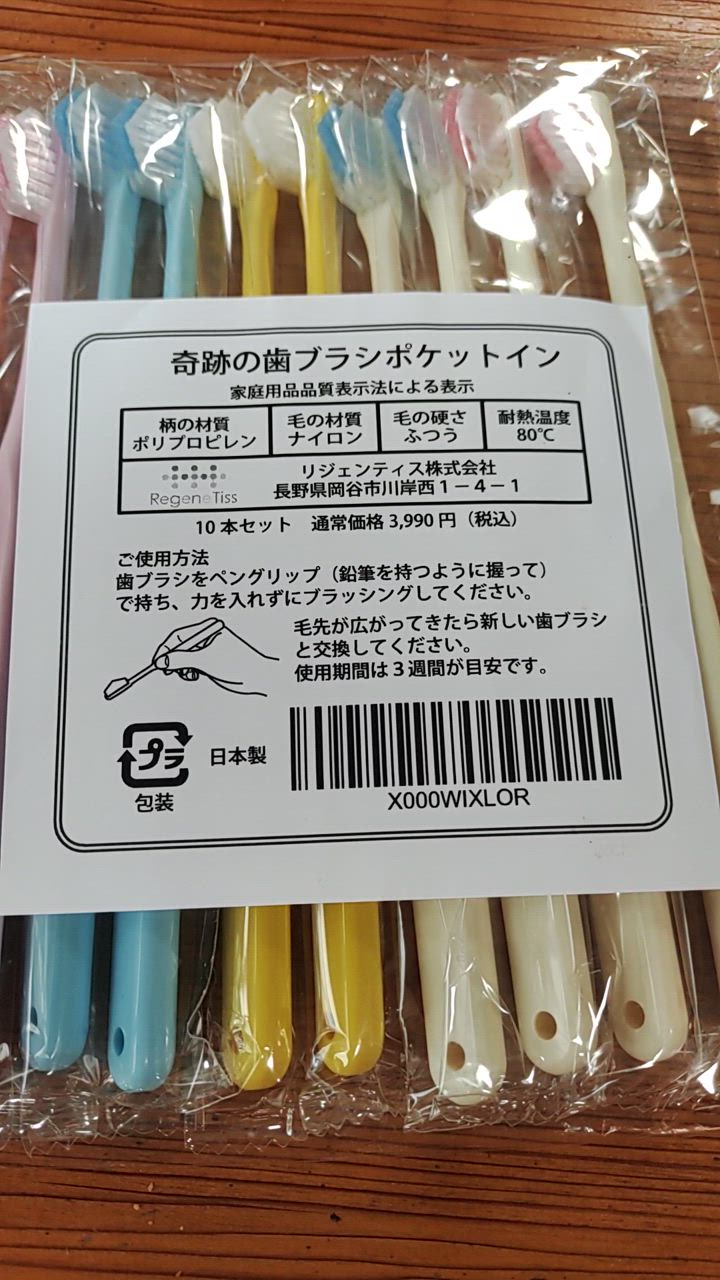 奇跡の歯ブラシポケットイン
家庭用品品質表示法による表示
柄の材質
ポリプロピレン
毛の材質
ナイロン
毛の硬さ
ふつう
耐熱温度
80℃
RegeneTiss
リジェンティス株式会社
長野県岡谷市川岸西1－4－1
10本セット　通常価格3,990円（税込）
ご使用方法
歯ブラシをペングリップ（鉛筆を持つように握って）
で持ち、力を入れずにブラッシングしてください。
毛先が広がってきたら新しい歯ブラシ
と交換してください。
使用期間は3週間が目安です。
プラ
包装
日本製
X000WIXLOR